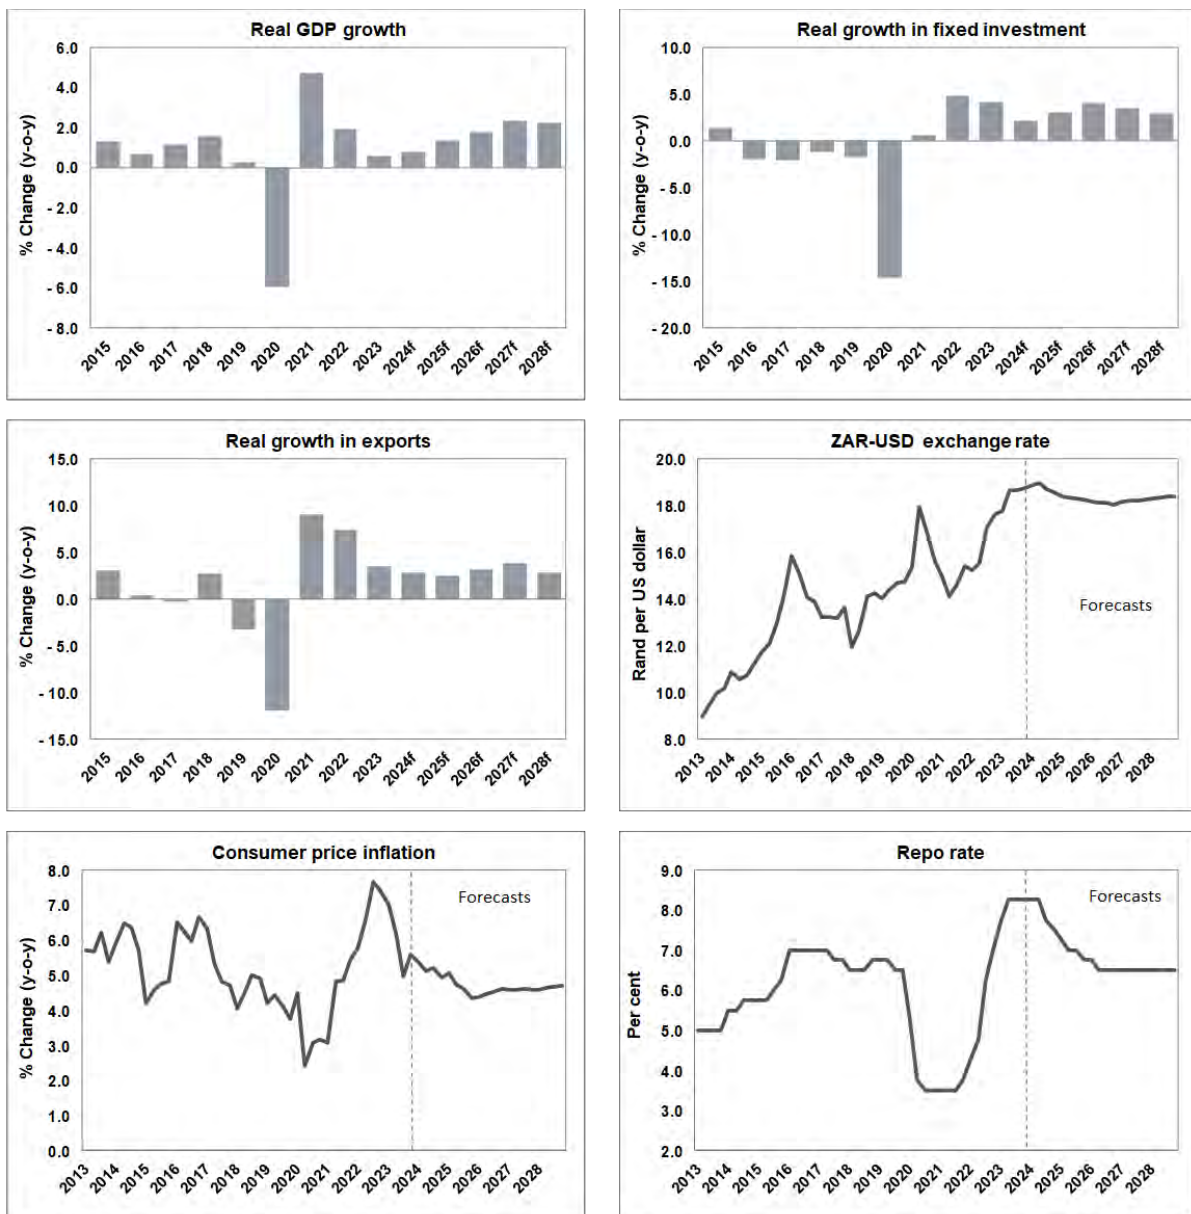 Real GDP growth
% Change (y-o-y)
6.0
4.0
2.0
0.0
- 2.0
- 4.0
- 6.0
- 8.0
2015 2016 2017 2018 2019 2020 2021 2022 2023 2024f 2025f 2026f 2027f 2028f
Real growth in fixed investment
% Change (y-o-y)
10.0
5.0
0.0
- 5.0
- 10.0
- 15.0
- 20.0
2015 2016 2017 2018 2019 2020 2021 2022 2023 2024f 2025f 2026f 2027f 2028f
Real growth in exports
% Change (y-o-y)
15.0
10.0
5.0
0.0
- 5.0
- 10.0
- 15.0
2015 2016 2017 2018 2019 2020 2021 2022 2023 2024f 2025f 2026f 2027f 2028f
ZAR-USD exchange rate
Rand per US dollar
20.0
18.0
16.0
14.0
12.0
10.0
8.0
Forecasts
2013 2014 2015 2016 2017 2018 2019 2020 2021 2022 2023 2024 2025 2026 2027 2028
Consumer price inflation
% Change (y-o-y)
8.0
7.0
6.0
5.0
4.0
3.0
2.0
1.0
0.0
Forecasts
2013 2014 2015 2016 2017 2018 2019 2020 2021 2022 2023 2024 2025 2026 2027 2028
Repo rate
Per cent
9.0
8.0
7.0
6.0
5.0
4.0
3.0
2.0
Forecasts
2013 2014 2015 2016 2017 2018 2019 2020 2021 2022 2023 2024 2025 2026 2027 2028